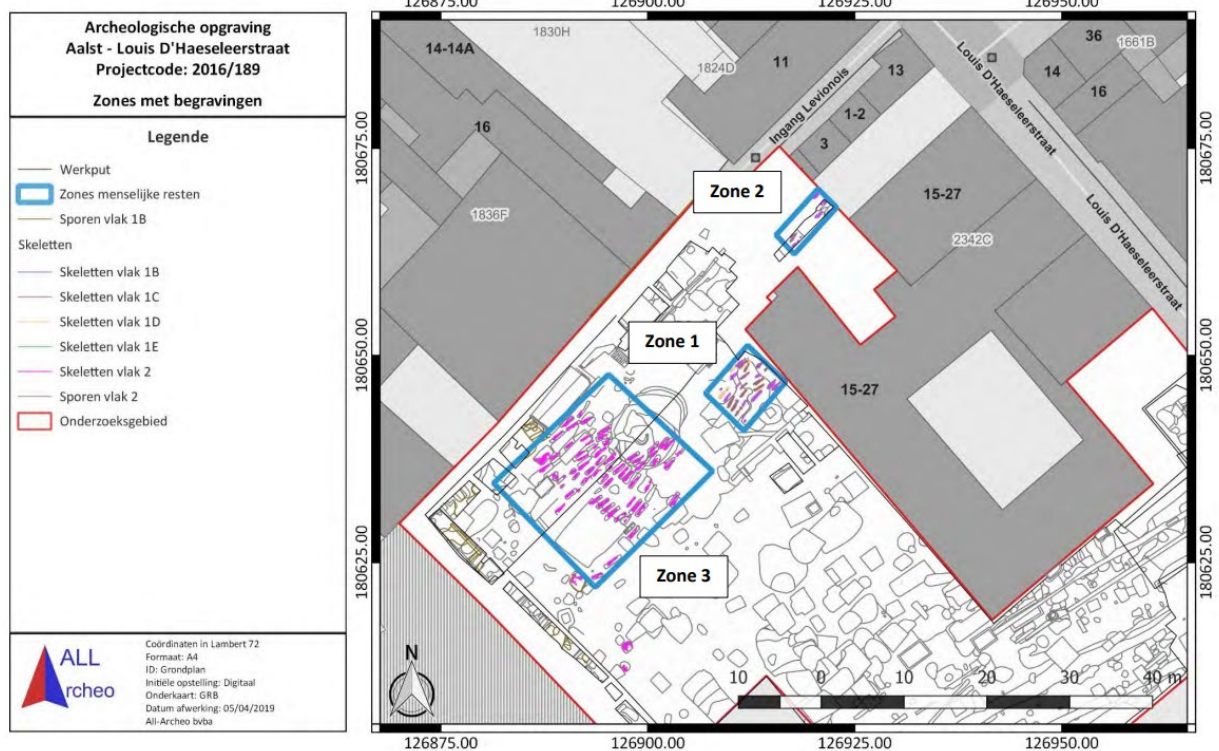 Archeologische opgraving
Aalst - Louis D'Haeseleerstraat
Projectcode: 2016/189
Zones met begravingen
Legende
Werkput
Zones menselijke resten
Sporen vlak 1B
Skeletten
Skeletten vlak 1B
Skeletten vlak 1C
Skeletten vlak 1D
Skeletten vlak 1E
Skeletten vlak 2
Sporen vlak 2
Onderzoeksgebied
ALL
rcheo
Coördinaten in Lambert 72
Formaat: A4
ID: Grondplan
Initiële opstelling: Digitaal
Onderkaart: GRB
Datum afwerking: 05/04/2019
All-Archeo bvba
126875.00 126900.00 126925.00 126950.00
180675.00
180650.00
180625.00
14-14A
1830H
1824D
11
Ingang Levionois
13
1-2
3
Louis D'Haeseleerstraat
36
1661B
14
16
16
1836F
Zone 2
15-27
2342C
Louis D'Haeseleerstraat
Louis D'Haeseleerstraat
Zone 1
15-27
Zone 3
N
10 0 10 20 30 40 m
180675.00
180650.00
180625.00
126875.00 126900.00 126925.00 126950.00